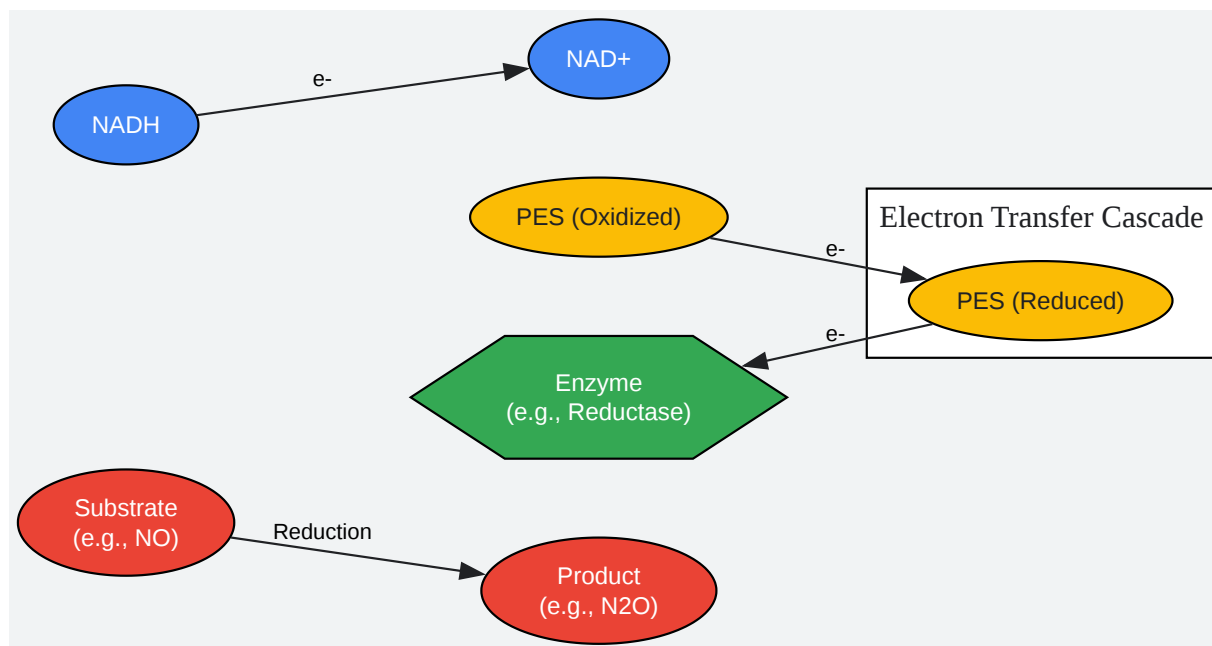 NAD+
e-
NADH
PES (Oxidized)
Electron Transfer Cascade
e-
PES (Reduced)
e-
Enzyme
(e.g., Reductase)
Substrate
(e.g., NO)
Reduction
Product
(e.g., N2O)